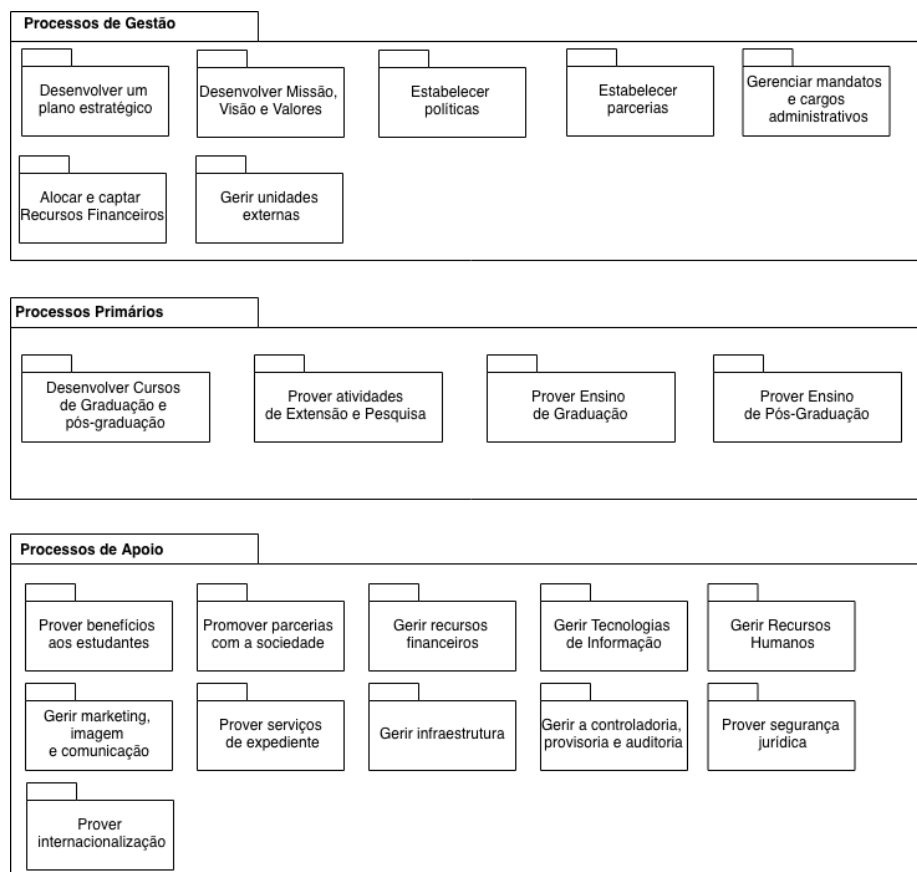 Processos de Gestão
Desenvolver um
plano estratégico
Desenvolver Missão,
Visão e Valores
Estabelecer
políticas
Estabelecer
parcerias
Gerenciar mandatos
e cargos
administrativos
Alocar e captar
Recursos Financeiros
Gerir unidades
externas
Processos Primários
Desenvolver Cursos
de Graduação e
pós-graduação
Prover atividades
de Extensão e Pesquisa
Prover Ensino
de Graduação
Prover Ensino
de Pós-Graduação
Processos de Apoio
Prover benefícios
aos estudantes
Promover parcerias
com a sociedade
Gerir recursos
financeiros
Gerir Tecnologias
de Informação
Gerir Recursos
Humanos
Gerir marketing,
imagem
e comunicação
Prover serviços
de expediente
Gerir infraestrutura
Gerir a controladoria,
provisoria e auditoria
Prover segurança
jurídica
Prover
internacionalização